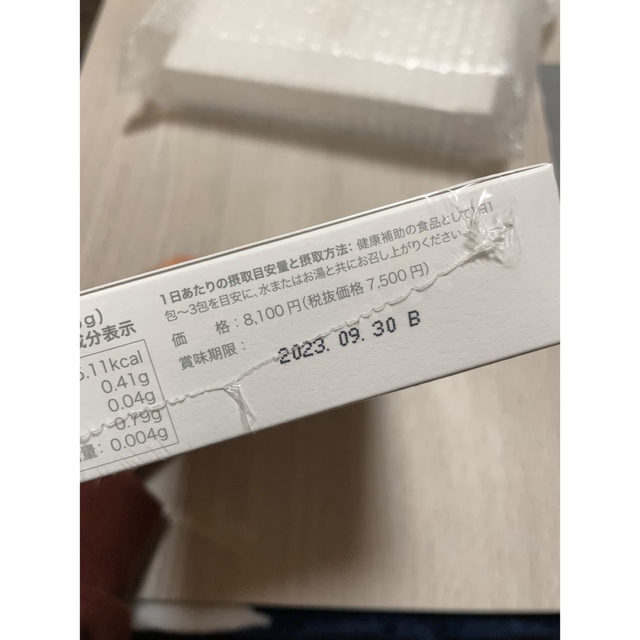 1日あたりの摂取目安量と摂取方法: 健康補助の食品として1日1
包〜3包を目安に、水またはお湯と共にお召し上がりください。
価　格: 8,100円(税抜価格7,500円)
賞味期限:
2023. 09. 30 B
g)
成分表示
.11kcal
0.41g
0.04g
0.79g
量: 0.004g